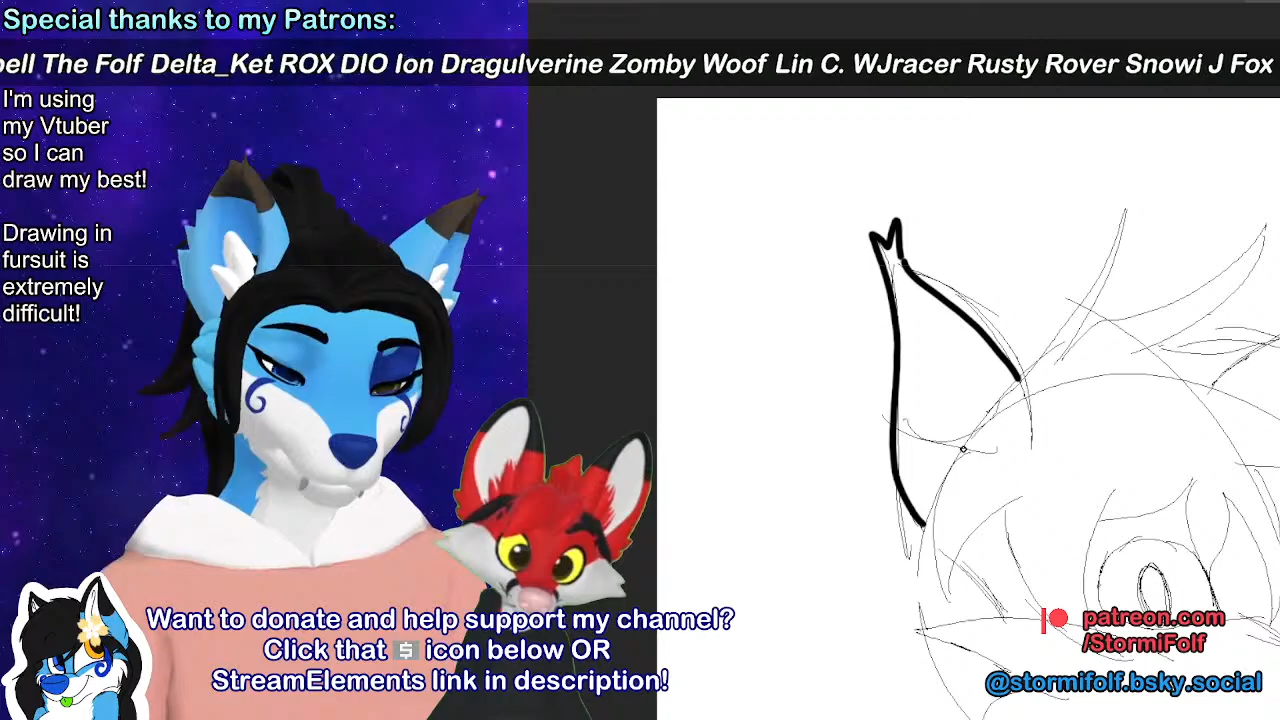 Special thanks to my Patrons:
pell The Folf Delta_Ket ROX DIO Ion Dragulverine Zomby Woof Lin C. WJracer Rusty Rover Snowi J Fox
I'm using
my Vtuber
so I can
draw my best!
Drawing in
fursuit is
extremely
difficult!
Want to donate and help support my channel?
Click that $ icon below OR
StreamElements link in description!
patreon.com
/StormiFolf
@stormifolf.bsky.social